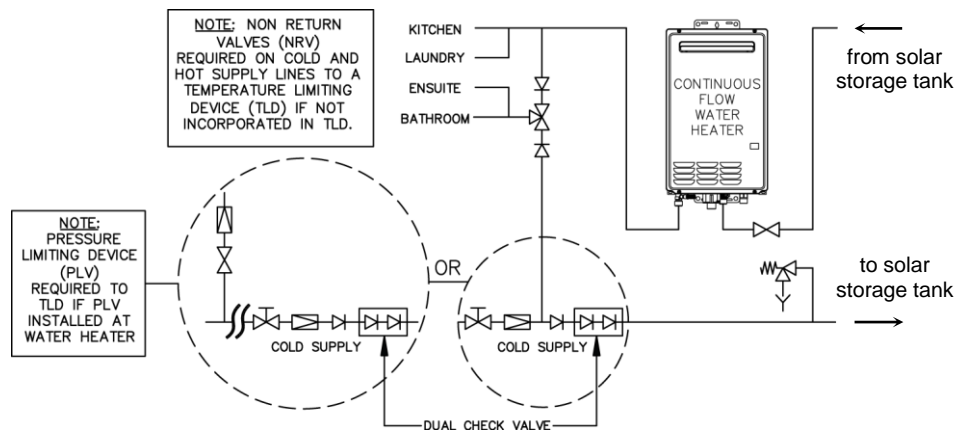 NOTE: NON RETURN
VALVES (NRV)
REQUIRED ON COLD AND
HOT SUPPLY LINES TO A
TEMPERATURE LIMITING
DEVICE (TLD) IF NOT
INCORPORATED IN TLD.
KITCHEN
LAUNDRY
ENSUITE
BATHROOM
CONTINUOUS
FLOW
WATER
HEATER
from solar
storage tank
NOTE:
PRESSURE
LIMITING DEVICE
(PLV)
REQUIRED TO
TLD IF PLV
INSTALLED AT
WATER HEATER
OR
to solar
storage tank
COLD SUPPLY
COLD SUPPLY
DUAL CHECK VALVE